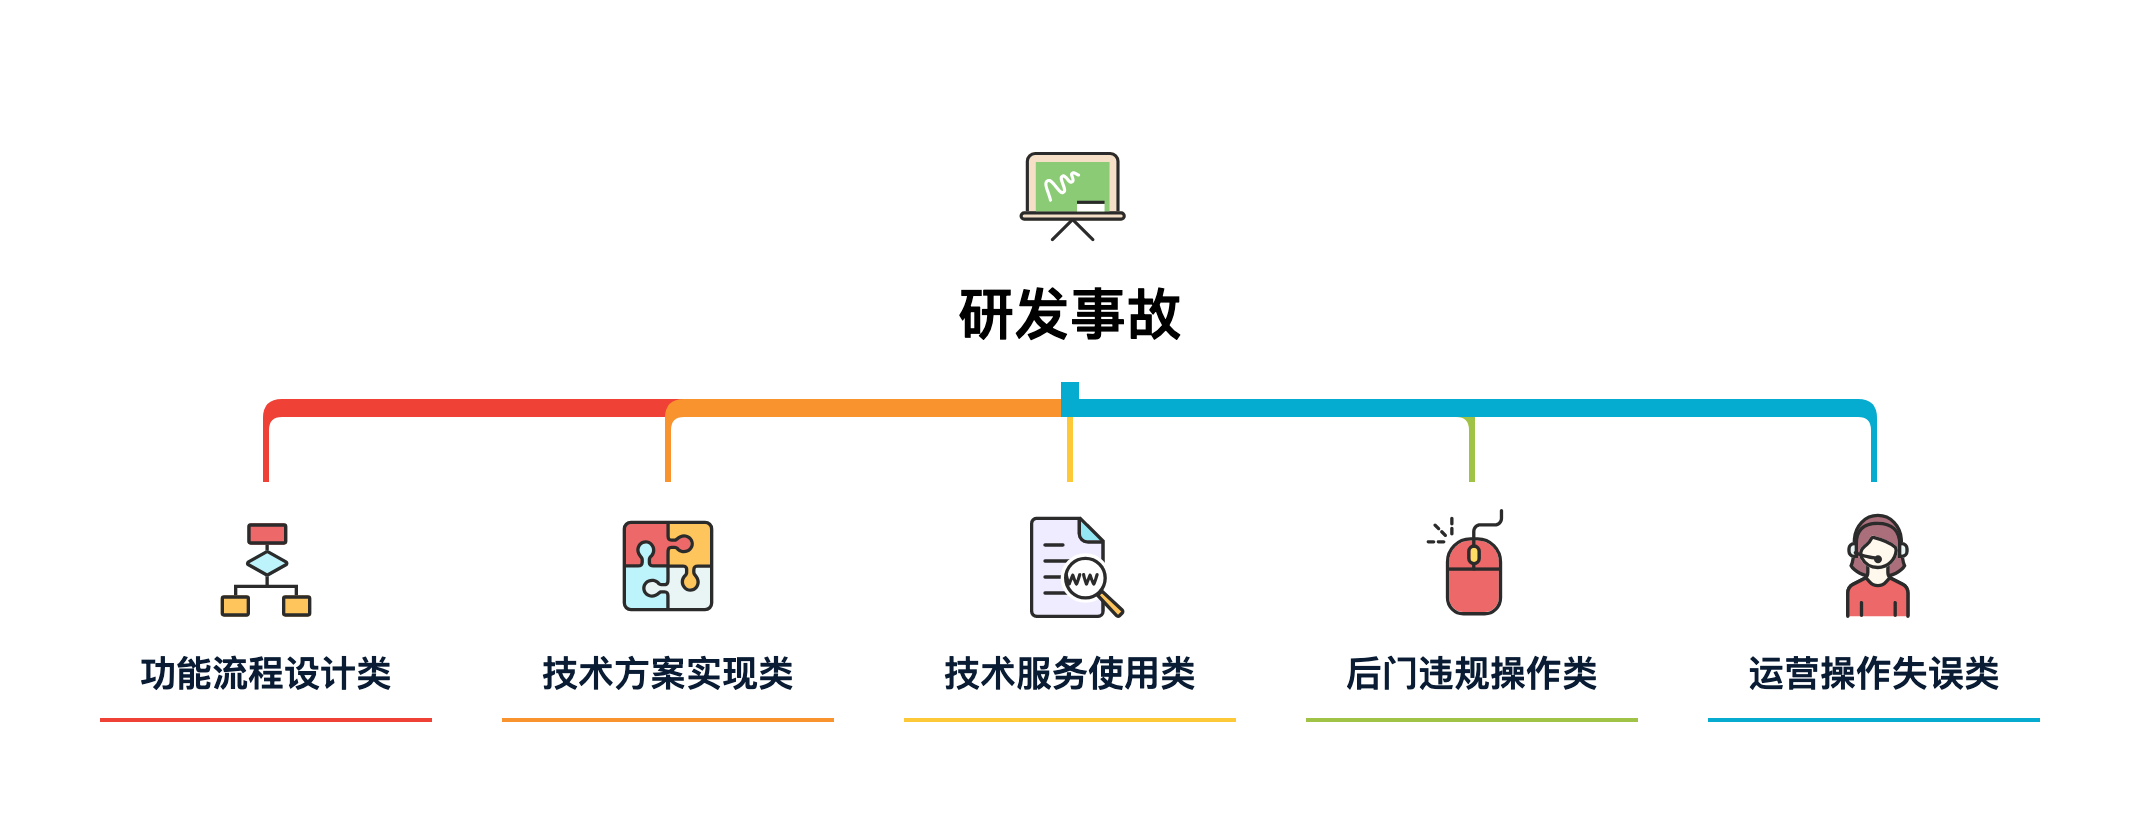 研发事故
功能流程设计类
技术方案实现类
技术服务使用类
后门违规操作类
运营操作失误类